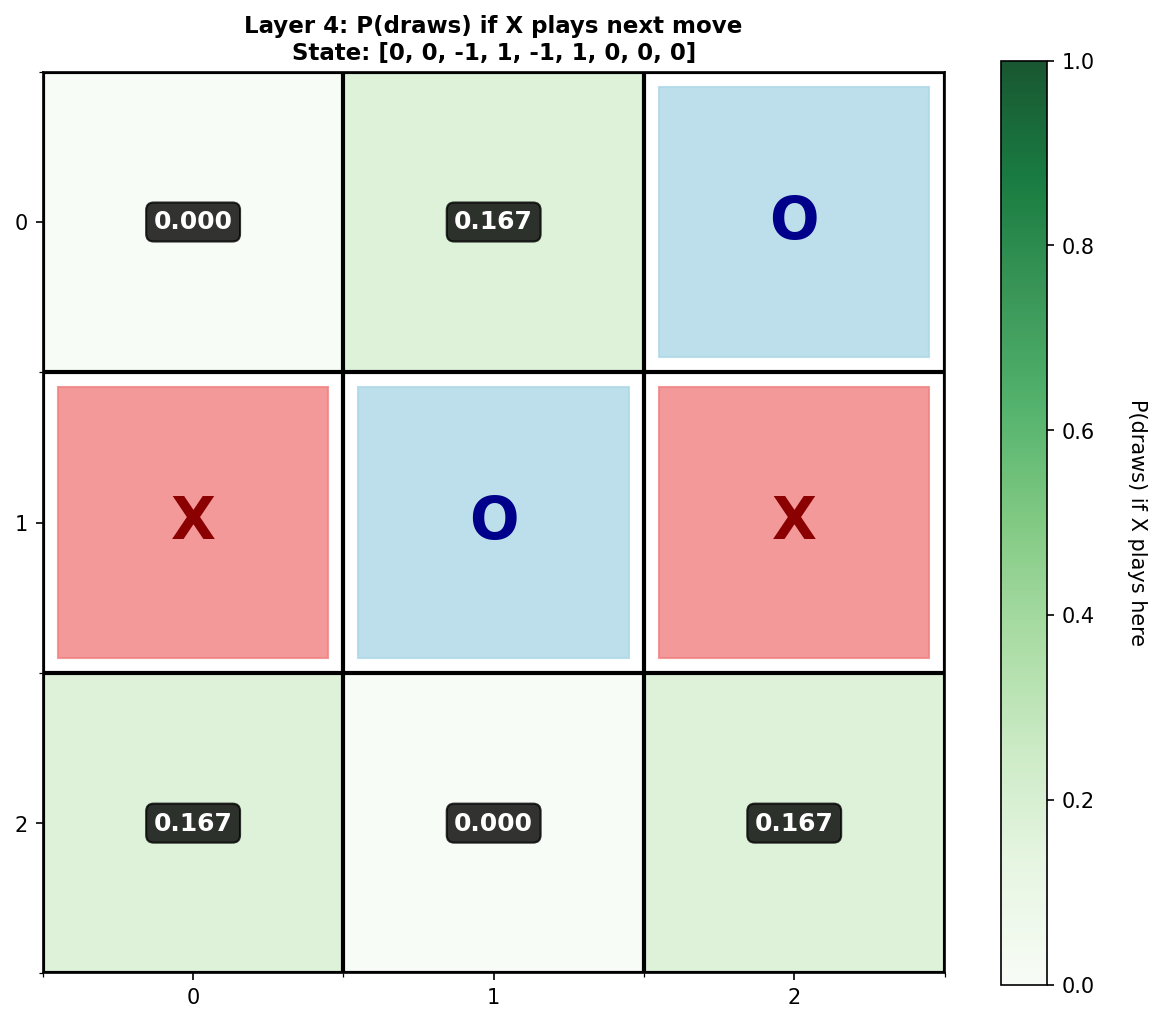 Layer 4: P(draws) if X plays next move
State: [0, 0, -1, 1, -1, 1, 0, 0, 0]
0.000
0.167
O
X
O
X
0.167
0.000
0.167
0
1
2
0
1
2
1.0
0.8
0.6
0.4
0.2
0.0
P(draws) if X plays here